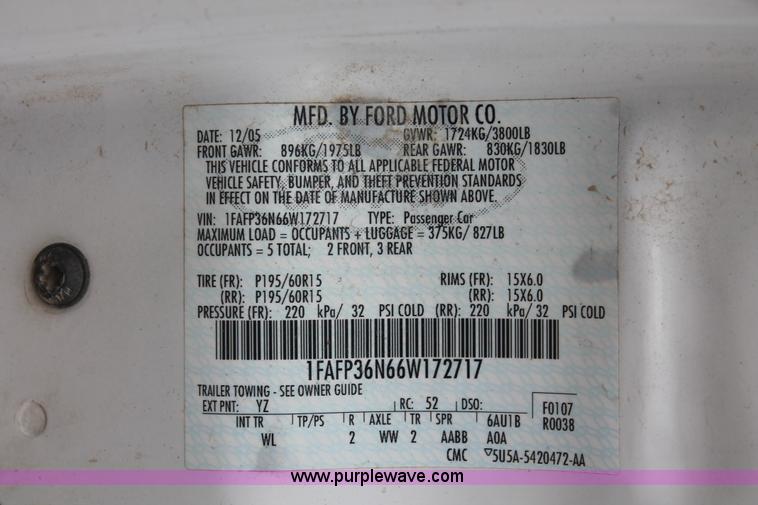 MFD. BY FORD MOTOR CO.
DATE: 12/05 GVWR: 1724KG/3800LB
FRONT GAWR: 896KG/1975LB REAR GAWR: 830KG/1830LB
THIS VEHICLE CONFORMS TO ALL APPLICABLE FEDERAL MOTOR
VEHICLE SAFETY, BUMPER, AND THEFT PREVENTION STANDARDS
IN EFFECT ON THE DATE OF MANUFACTURE SHOWN ABOVE.
VIN: 1FAFP36N66W172717 TYPE: Passenger Car
MAXIMUM LOAD = OCCUPANTS + LUGGAGE = 375KG/ 827LB
OCCUPANTS = 5 TOTAL; 2 FRONT, 3 REAR
TIRE (FR): P195/60R15 RIMS (FR): 15X6.0
(RR): P195/60R15 (RR): 15X6.0
PRESSURE (FR): 220 kPa/ 32 PSI COLD (RR): 220 kPa/ 32 PSI COLD
1FAFP36N66W172717
TRAILER TOWING - SEE OWNER GUIDE
EXT PNT: YZ RC: 52 DSO: F0107
INT TR TP/PS R AXLE TR SPR 6AU1B R0038
WL 2 WW 2 AABB A0A
CMC 5U5A-5420472-AA
www.purplewave.com